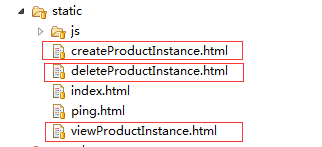 static
js
createProductInstance.html
deleteProductInstance.html
index.html
ping.html
viewProductInstance.html